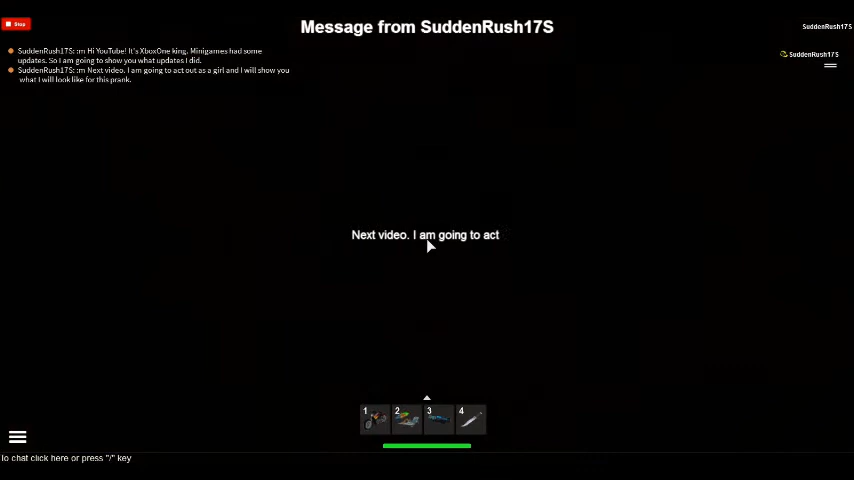 Stop
Message from SuddenRush17S
SuddenRush17S
SuddenRush17S: :m Hi YouTube! It's XboxOne king. Minigames had some
updates. So I am going to show you what updates I did.
SuddenRush17S
SuddenRush17S: :m Next video. I am going to act out as a girl and I will show you
what I will look like for this prank.
Next video. I am going to act
1 2 3 4
To chat click here or press "/" key